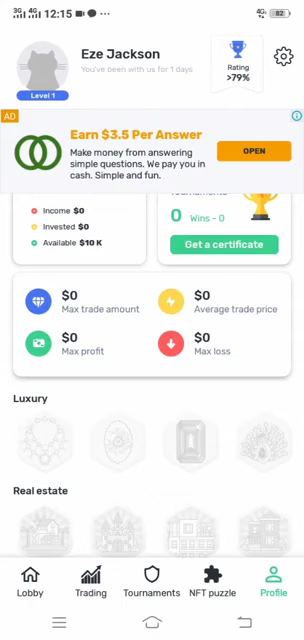 3G 4G 12:15 ... 4G 82
Eze Jackson
You've been with us for 1 days
Level 1
Rating
>79%
AD
Earn $3.5 Per Answer
Make money from answering
simple questions. We pay you in
cash. Simple and fun.
OPEN
Income $0
Invested $0
Available $10 K
Tournaments
0 Wins - 0
Get a certificate
$0
Max trade amount
$0
Average trade price
$0
Max profit
$0
Max loss
Luxury
Real estate
Lobby
Trading
Tournaments
NFT puzzle
Profile